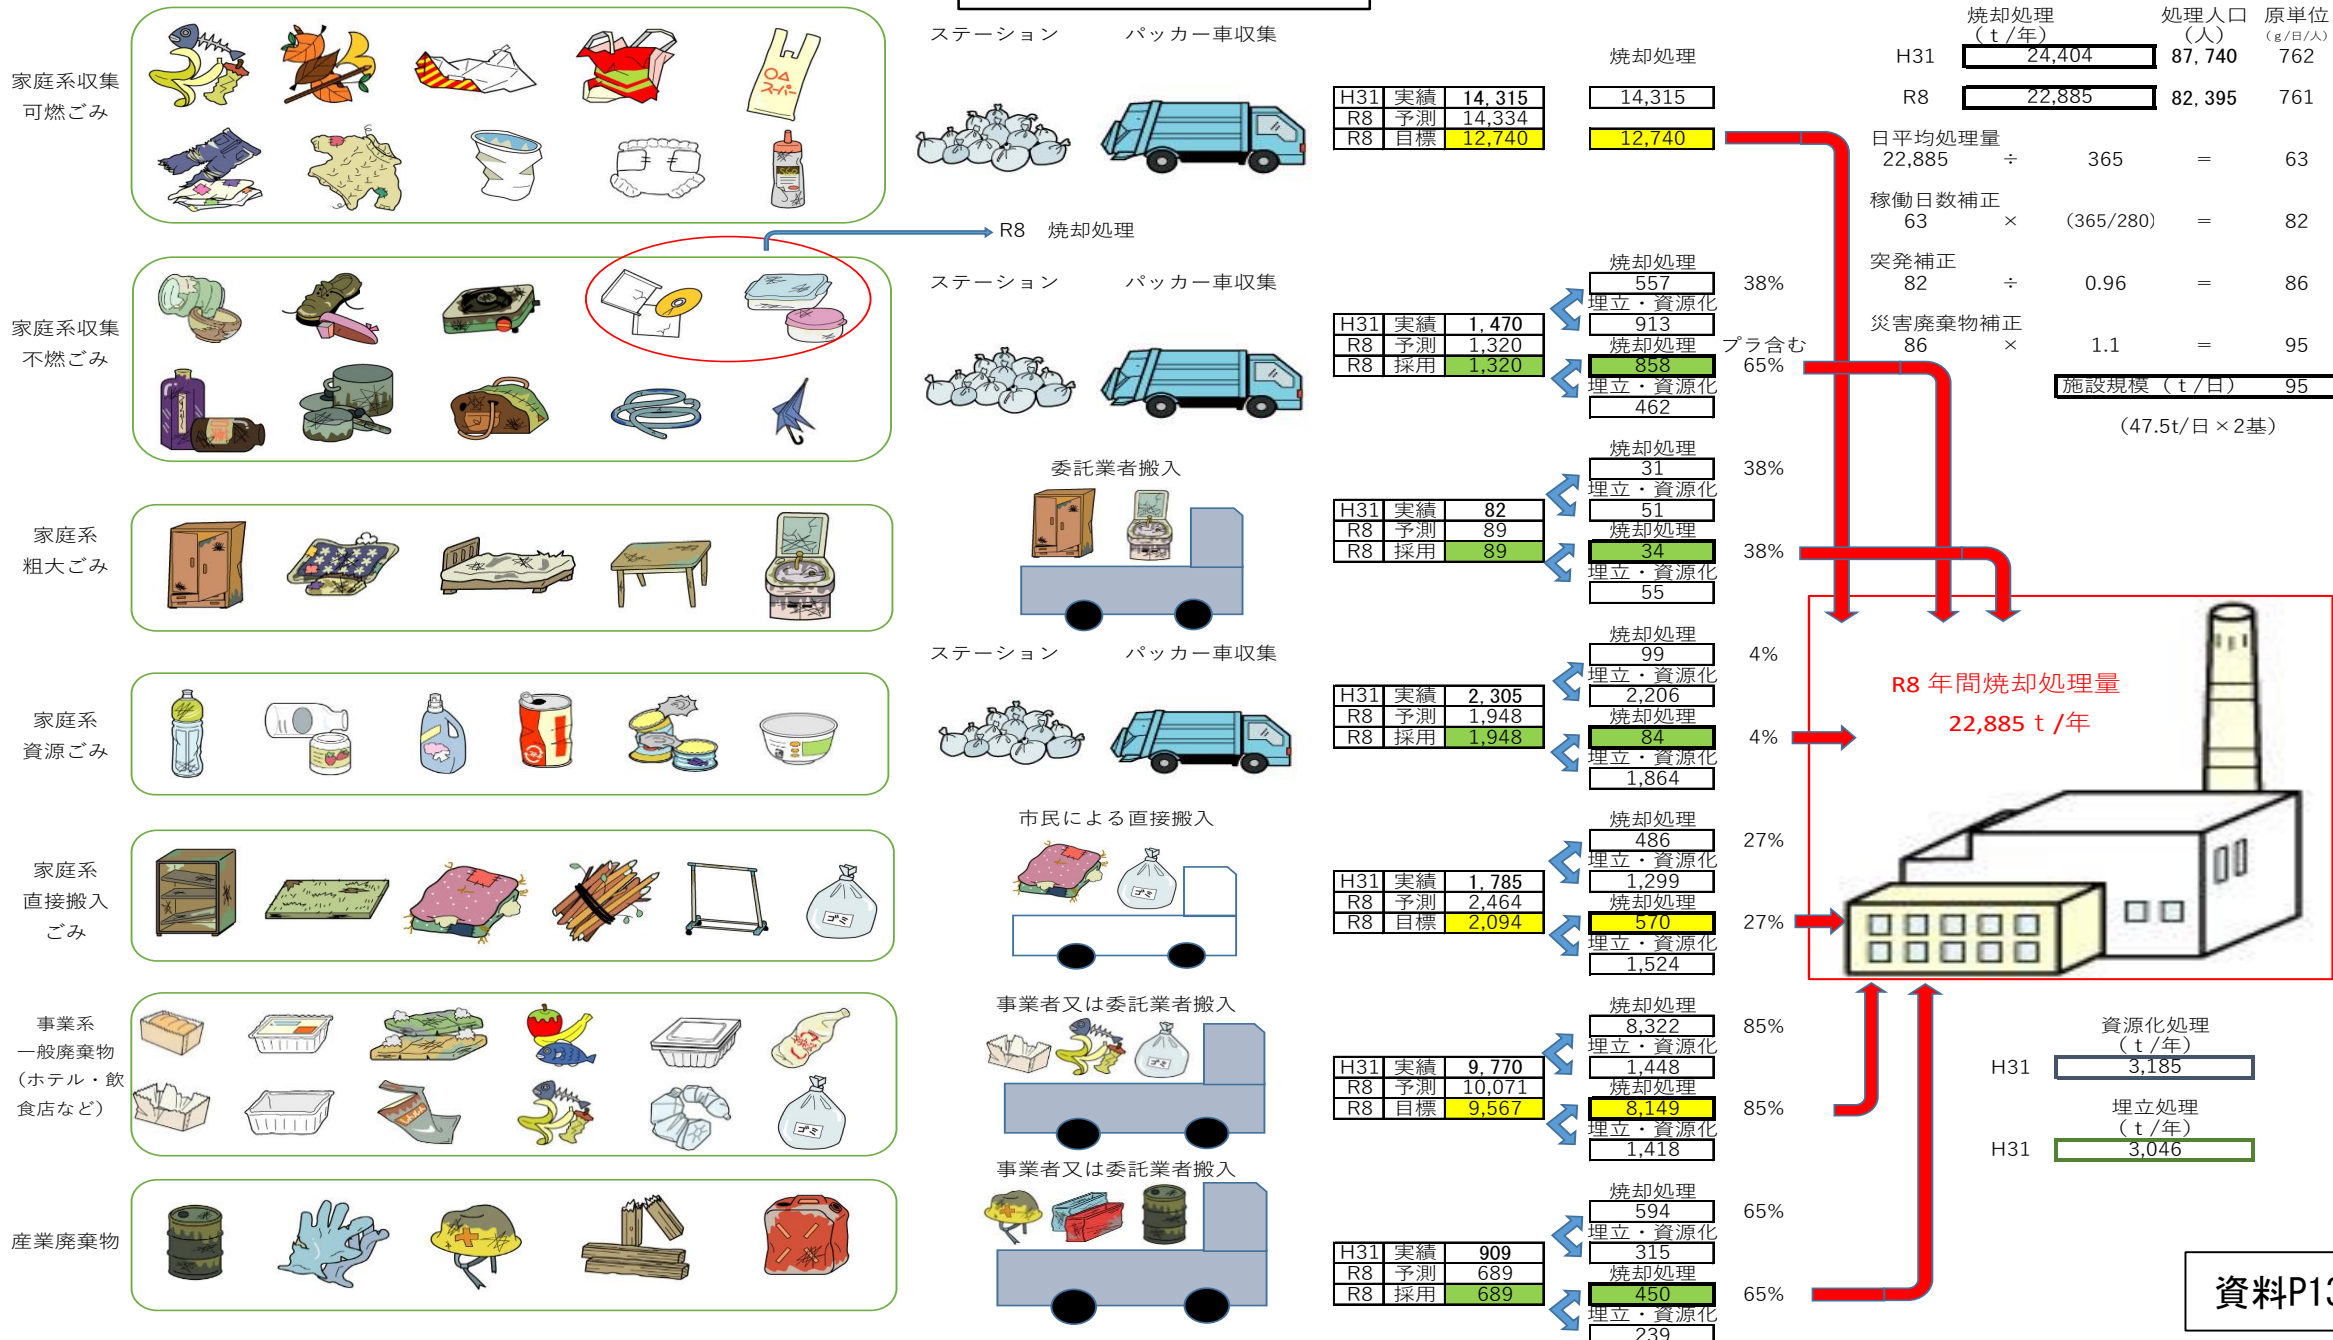 家庭系収集
可燃ごみ
○△
スーパー
ステーション　パッカー車収集
焼却処理
H31 実績 14,315　14,315
R8 予測 14,334
R8 目標 12,740　12,740
焼却処理　処理人口　原単位
（ｔ/年）　（人）　（g/日/人）
H31　24,404　87,740　762
R8　22,885　82,395　761
日平均処理量
22,885　÷　365　＝　63
稼働日数補正
63　×　(365/280)　＝　82
突発補正
82　÷　0.96　＝　86
災害廃棄物補正
86　×　1.1　＝　95
施設規模（ｔ/日）　95
（47.5t/日×2基）
R8　焼却処理
家庭系収集
不燃ごみ
ステーション　パッカー車収集
焼却処理
557　38%
埋立・資源化
913
H31 実績 1,470
R8 予測 1,320
R8 採用 1,320
焼却処理　プラ含む
858　65%
埋立・資源化
462
家庭系
粗大ごみ
委託業者搬入
焼却処理
31　38%
埋立・資源化
51
H31 実績 82
R8 予測 89
R8 採用 89
焼却処理
34　38%
埋立・資源化
55
家庭系
資源ごみ
ステーション　パッカー車収集
焼却処理
99　4%
埋立・資源化
2,206
H31 実績 2,305
R8 予測 1,948
R8 採用 1,948
焼却処理
84　4%
埋立・資源化
1,864
R8 年間焼却処理量
22,885 ｔ/年
家庭系
直接搬入
ごみ
ゴミ
市民による直接搬入
ゴミ
焼却処理
486　27%
埋立・資源化
1,299
H31 実績 1,785
R8 予測 2,464
R8 目標 2,094
焼却処理
570　27%
埋立・資源化
1,524
事業系
一般廃棄物
（ホテル・飲
食店など）
ゴミ
事業者又は委託業者搬入
ゴミ
焼却処理
8,322　85%
埋立・資源化
1,448
H31 実績 9,770
R8 予測 10,071
R8 目標 9,567
焼却処理
8,149　85%
埋立・資源化
1,418
資源化処理
（ｔ/年）
H31　3,185
埋立処理
（ｔ/年）
H31　3,046
産業廃棄物
事業者又は委託業者搬入
焼却処理
594　65%
埋立・資源化
315
H31 実績 909
R8 予測 689
R8 採用 689
焼却処理
450　65%
埋立・資源化
239
資料P13